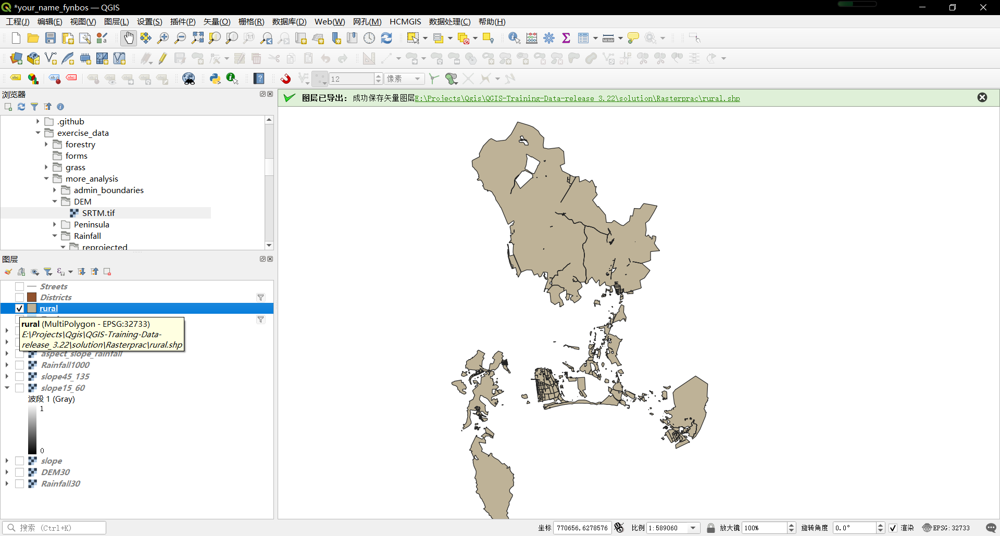 *your_name_fynbos — QGIS
工程(J) 编辑(E) 视图(V) 图层(L) 设置(S) 插件(P) 矢量(O) 栅格(R) 数据库(D) Web(W) 网孔(M) HCMGIS 数据处理(C) 帮助(H)
12 像素
浏览器
.github
exercise_data
forestry
forms
grass
more_analysis
admin_boundaries
DEM
SRTM.tif
Peninsula
Rainfall
reprojected
图层已导出：成功保存矢量图层E:\Projects\Qgis\QGIS-Training-Data-release_3.22\solution\Rasterprac\rural.shp
图层
Streets
Districts
rural
rural (MultiPolygon - EPSG:32733)
E:\Projects\Qgis\QGIS-Training-Data-
release_3.22\solution\Rasterprac\rural.shp
aspect_slope_rainfall
Rainfall1000
slope45_135
slope15_60
波段 1 (Gray)
1
0
slope
DEM30
Rainfall30
搜索 (Ctrl+K)
坐标 770656,6278576 比例 1:589060 放大镜 100% 旋转角度 0.0° 渲染 EPSG:32733